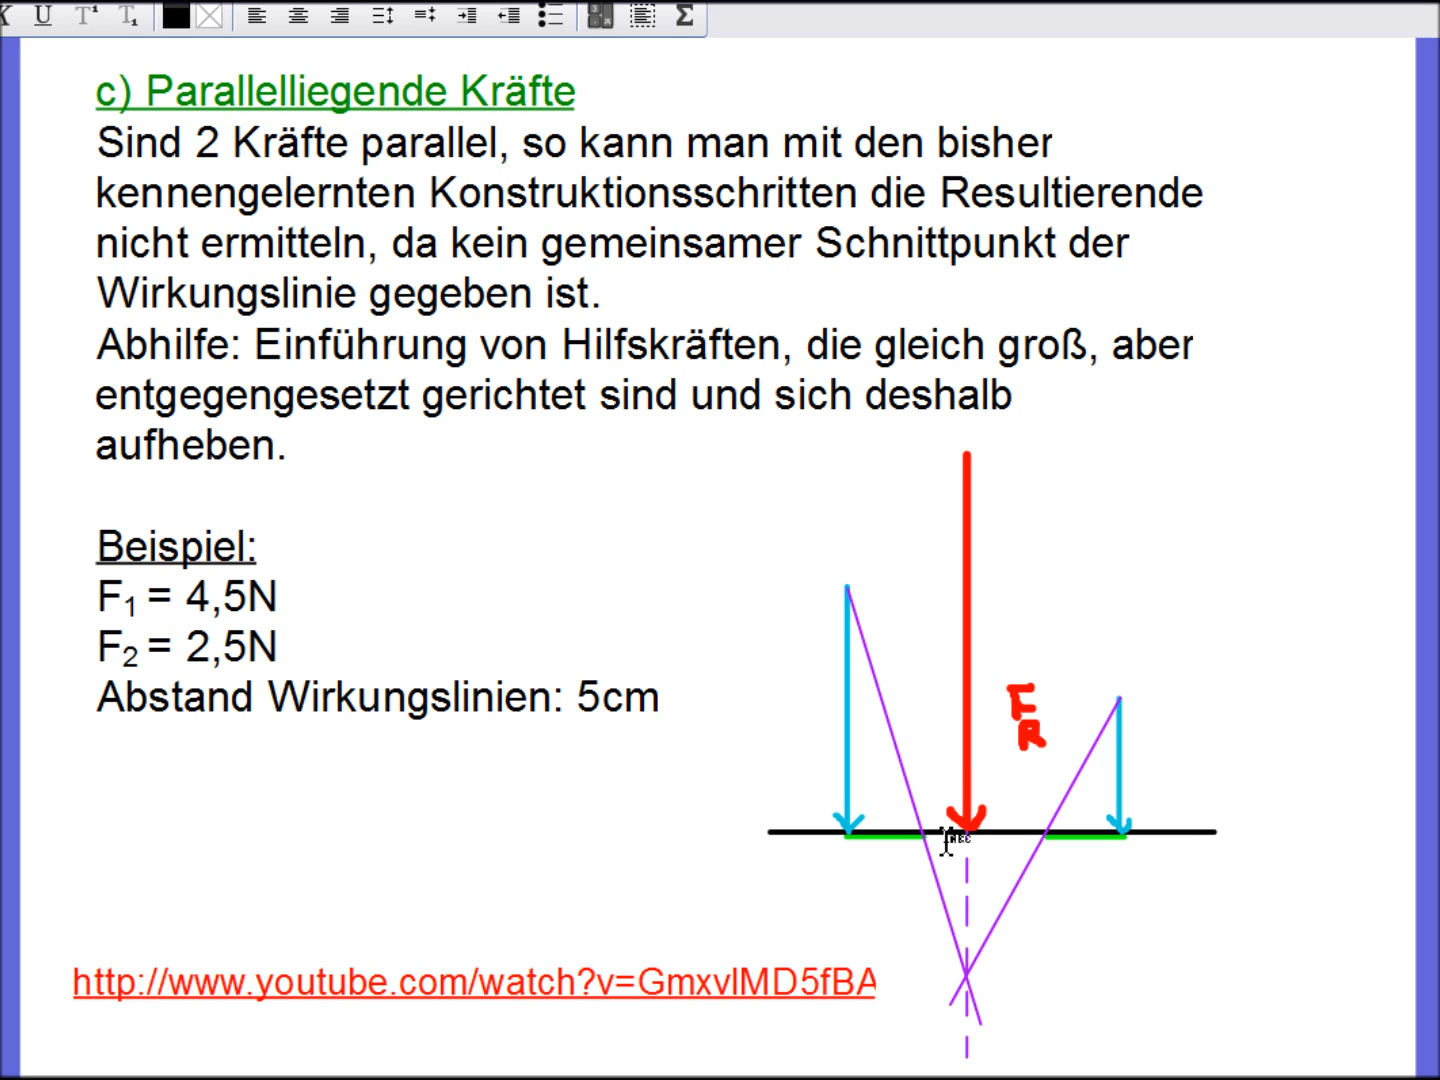 c) Parallelliegende Kräfte
Sind 2 Kräfte parallel, so kann man mit den bisher
kennengelernten Konstruktionsschritten die Resultierende
nicht ermitteln, da kein gemeinsamer Schnittpunkt der
Wirkungslinie gegeben ist.
Abhilfe: Einführung von Hilfskräften, die gleich groß, aber
entgegengesetzt gerichtet sind und sich deshalb
aufheben.
Beispiel:
F₁ = 4,5N
F₂ = 2,5N
Abstand Wirkungslinien: 5cm
http://www.youtube.com/watch?v=GmxvlMD5fBA